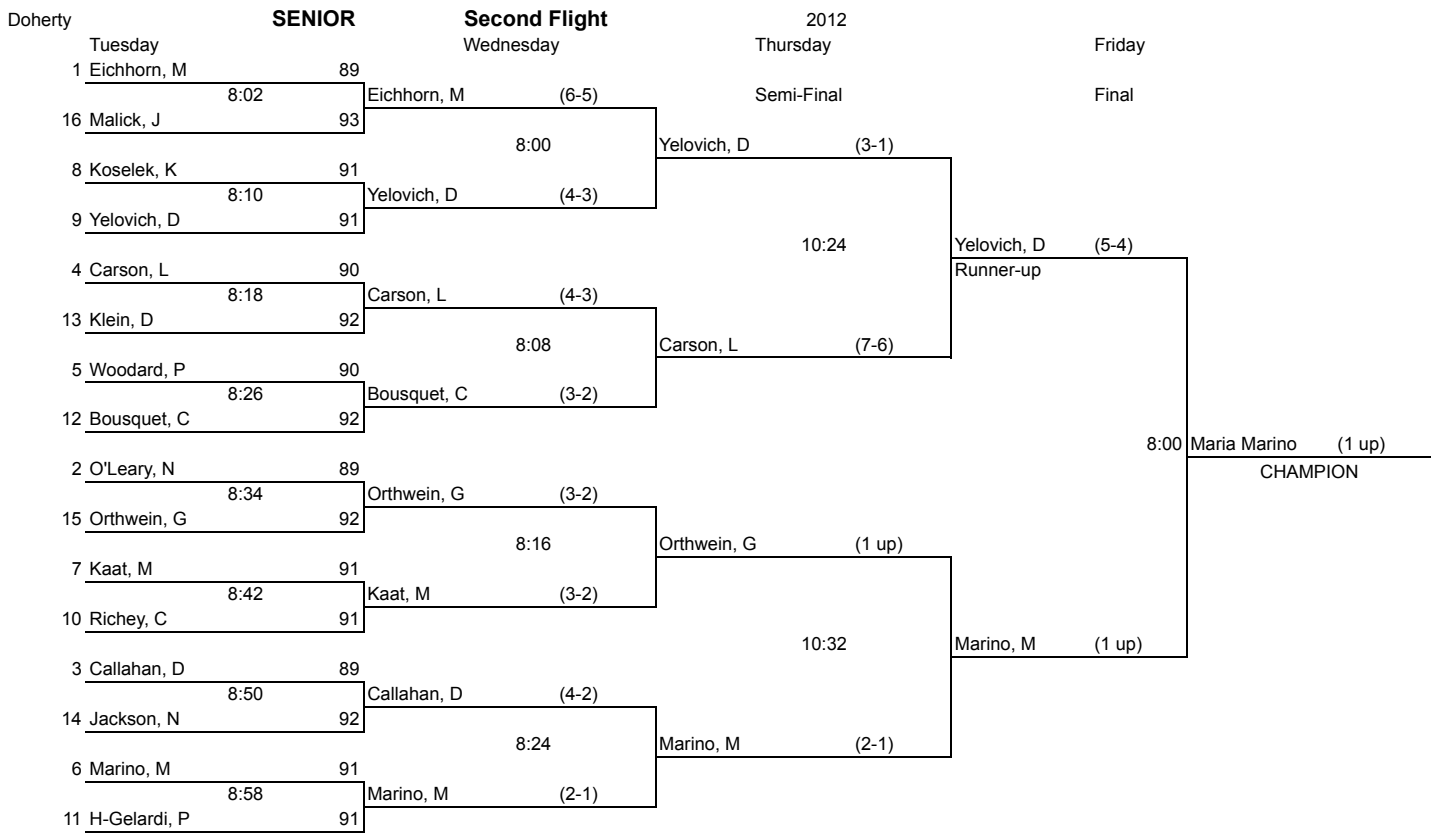 Doherty SENIOR Second Flight 2012
Tuesday Wednesday Thursday Friday
1 Eichhorn, M 89
8:02 Eichhorn, M (6-5) Semi-Final Final
16 Malick, J 93
8:00 Yelovich, D (3-1)
8 Koselek, K 91
8:10 Yelovich, D (4-3)
9 Yelovich, D 91
10:24 Yelovich, D (5-4)
4 Carson, L 90 Runner-up
8:18 Carson, L (4-3)
13 Klein, D 92
8:08 Carson, L (7-6)
5 Woodard, P 90
8:26 Bousquet, C (3-2)
12 Bousquet, C 92
8:00 Maria Marino (1 up)
2 O'Leary, N 89 CHAMPION
8:34 Orthwein, G (3-2)
15 Orthwein, G 92
8:16 Orthwein, G (1 up)
7 Kaat, M 91
8:42 Kaat, M (3-2)
10 Richey, C 91
10:32 Marino, M (1 up)
3 Callahan, D 89
8:50 Callahan, D (4-2)
14 Jackson, N 92
8:24 Marino, M (2-1)
6 Marino, M 91
8:58 Marino, M (2-1)
11 H-Gelardi, P 91